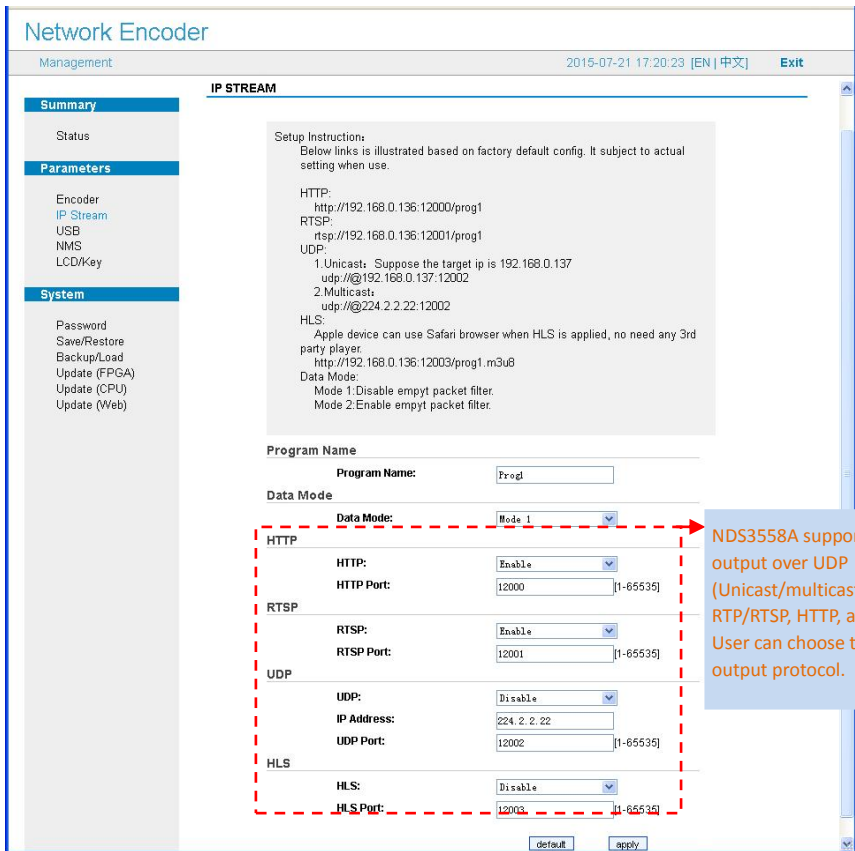 Network Encoder
Management
2015-07-21 17:20:23 [EN | 中文] Exit
Summary
Status
Parameters
Encoder
IP Stream
USB
NMS
LCD/Key
System
Password
Save/Restore
Backup/Load
Update (FPGA)
Update (CPU)
Update (Web)
IP STREAM
Setup Instruction:
Below links is illustrated based on factory default config. It subject to actual
setting when use.
HTTP:
http://192.168.0.136:12000/prog1
RTSP:
rtsp://192.168.0.136:12001/prog1
UDP:
1.Unicast: Suppose the target ip is 192.168.0.137
udp://@192.168.0.137:12002
2.Multicast:
udp://@224.2.2.22:12002
HLS:
Apple device can use Safari browser when HLS is applied, no need any 3rd
party player.
http://192.168.0.136:12003/prog1.m3u8
Data Mode:
Mode 1:Disable empyt packet filter.
Mode 2:Enable empyt packet filter.
Program Name
Program Name: Prog1
Data Mode
Data Mode: Mode 1
HTTP
HTTP: Enable
HTTP Port: 12000 [1-65535]
RTSP
RTSP: Enable
RTSP Port: 12001 [1-65535]
UDP
UDP: Disable
IP Address: 224.2.2.22
UDP Port: 12002 [1-65535]
HLS
HLS: Disable
HLS Port: 12003 [1-65535]
default apply
NDS3558A suppor
output over UDP
(Unicast/multicas
RTP/RTSP, HTTP, a
User can choose t
output protocol.